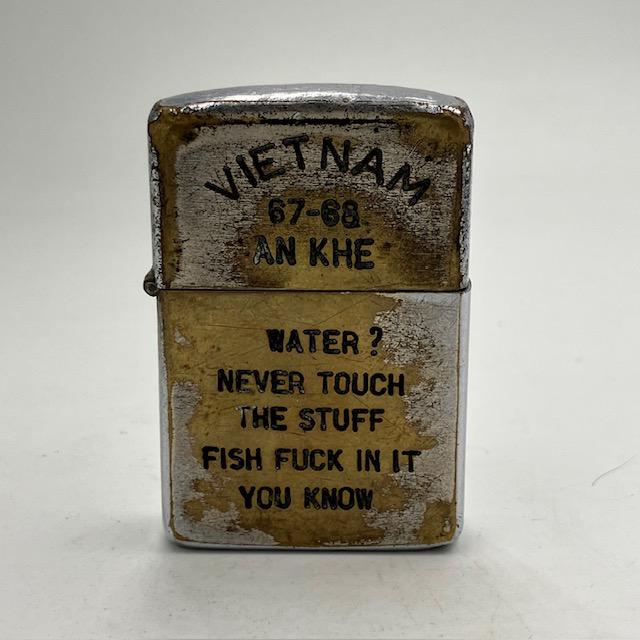 VIETNAM
67-68
AN KHE
WATER?
NEVER TOUCH
THE STUFF
FISH FUCK IN IT
YOU KNOW